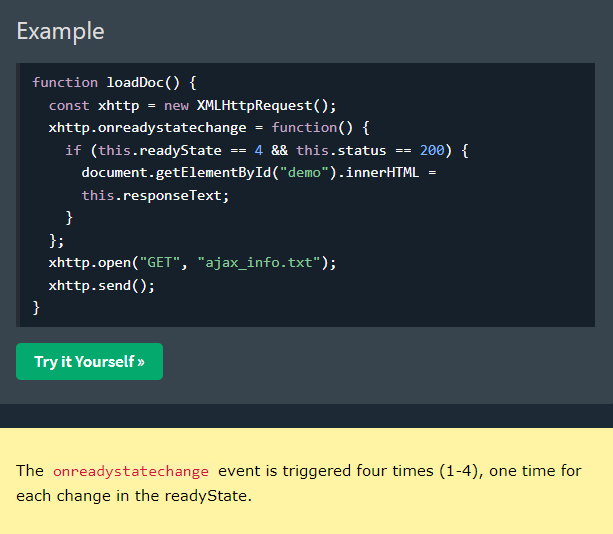 Example
function loadDoc() {
  const xhttp = new XMLHttpRequest();
  xhttp.onreadystatechange = function() {
    if (this.readyState == 4 && this.status == 200) {
      document.getElementById("demo").innerHTML =
      this.responseText;
    }
  };
  xhttp.open("GET", "ajax_info.txt");
  xhttp.send();
}
Try it Yourself »
The onreadystatechange event is triggered four times (1-4), one time for
each change in the readyState.